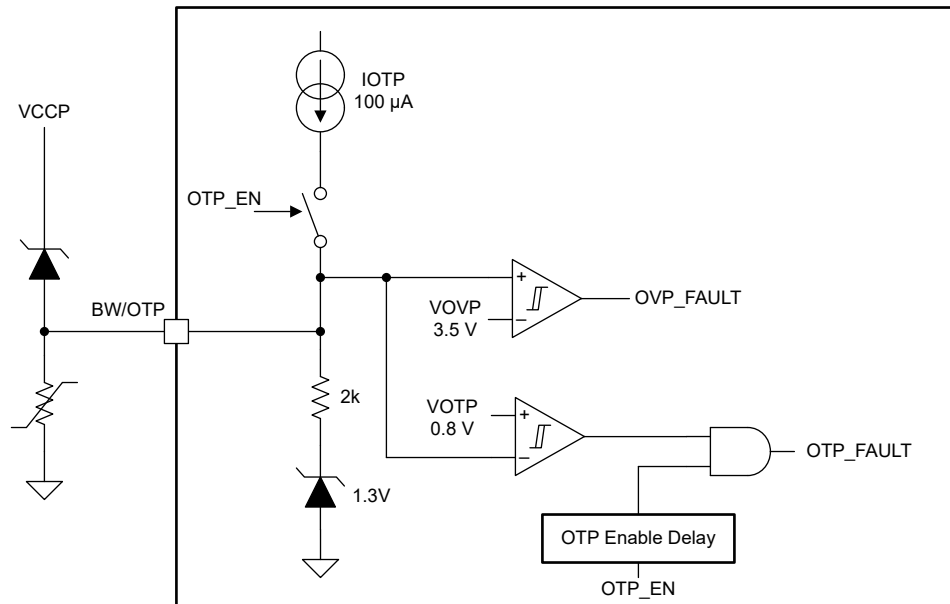 IOTP
100 µA
VCCP
OTP_EN
BW/OTP
+
−
VOVP
3.5 V
OVP_FAULT
2k
VOTP
0.8 V
+
−
OTP_FAULT
1.3V
OTP Enable Delay
OTP_EN